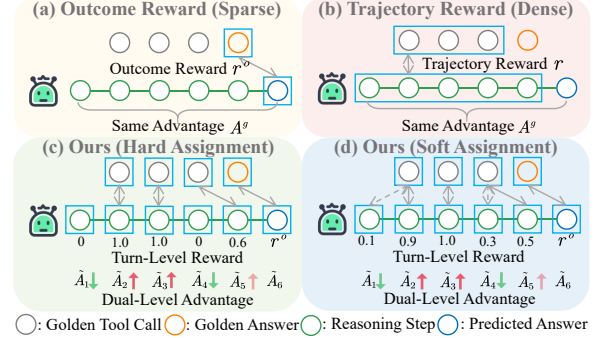 (a) Outcome Reward (Sparse)
Outcome Reward r^o
Same Advantage A^g
(b) Trajectory Reward (Dense)
Trajectory Reward r
Same Advantage A^g
(c) Ours (Hard Assignment)
0 1.0 1.0 0 0.6 r^o
Turn-Level Reward
Ã₁ Ã₂ Ã₃ Ã₄ Ã₅ Ã₆
Dual-Level Advantage
(d) Ours (Soft Assignment)
0.1 0.9 1.0 0.3 0.5 r^o
Turn-Level Reward
Ã₁ Ã₂ Ã₃ Ã₄ Ã₅ Ã₆
Dual-Level Advantage
: Golden Tool Call : Golden Answer : Reasoning Step : Predicted Answer